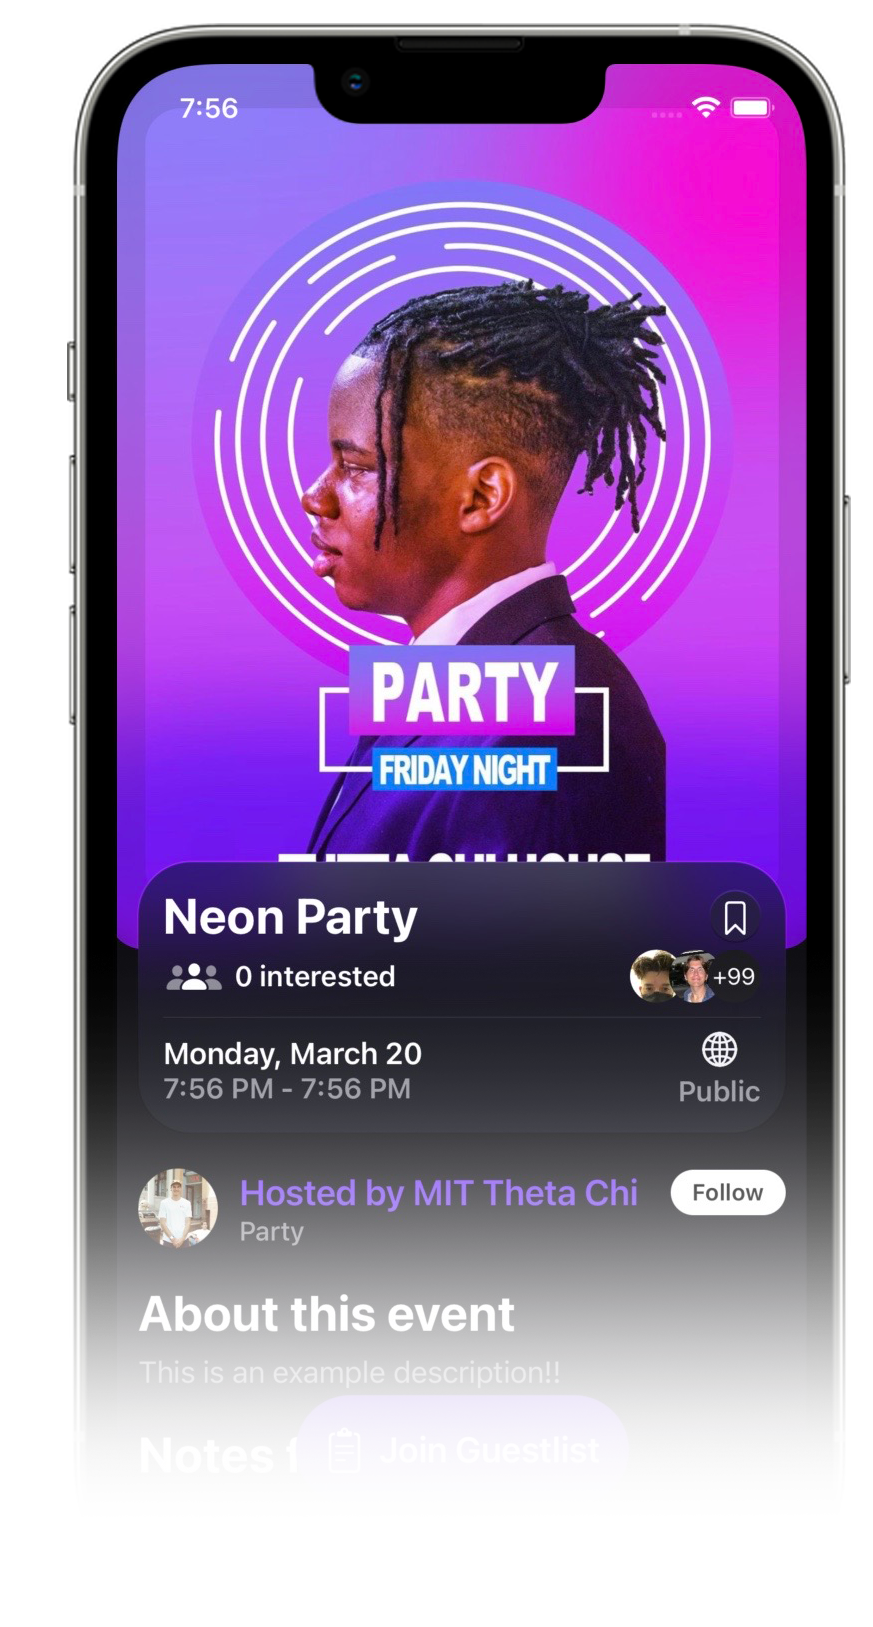 7:56
PARTY
FRIDAY NIGHT
Neon Party
0 interested
+99
Monday, March 20
7:56 PM - 7:56 PM
Public
Hosted by MIT Theta Chi
Follow
Party
About this event
This is an example description!!
Notes
Join Guestlist